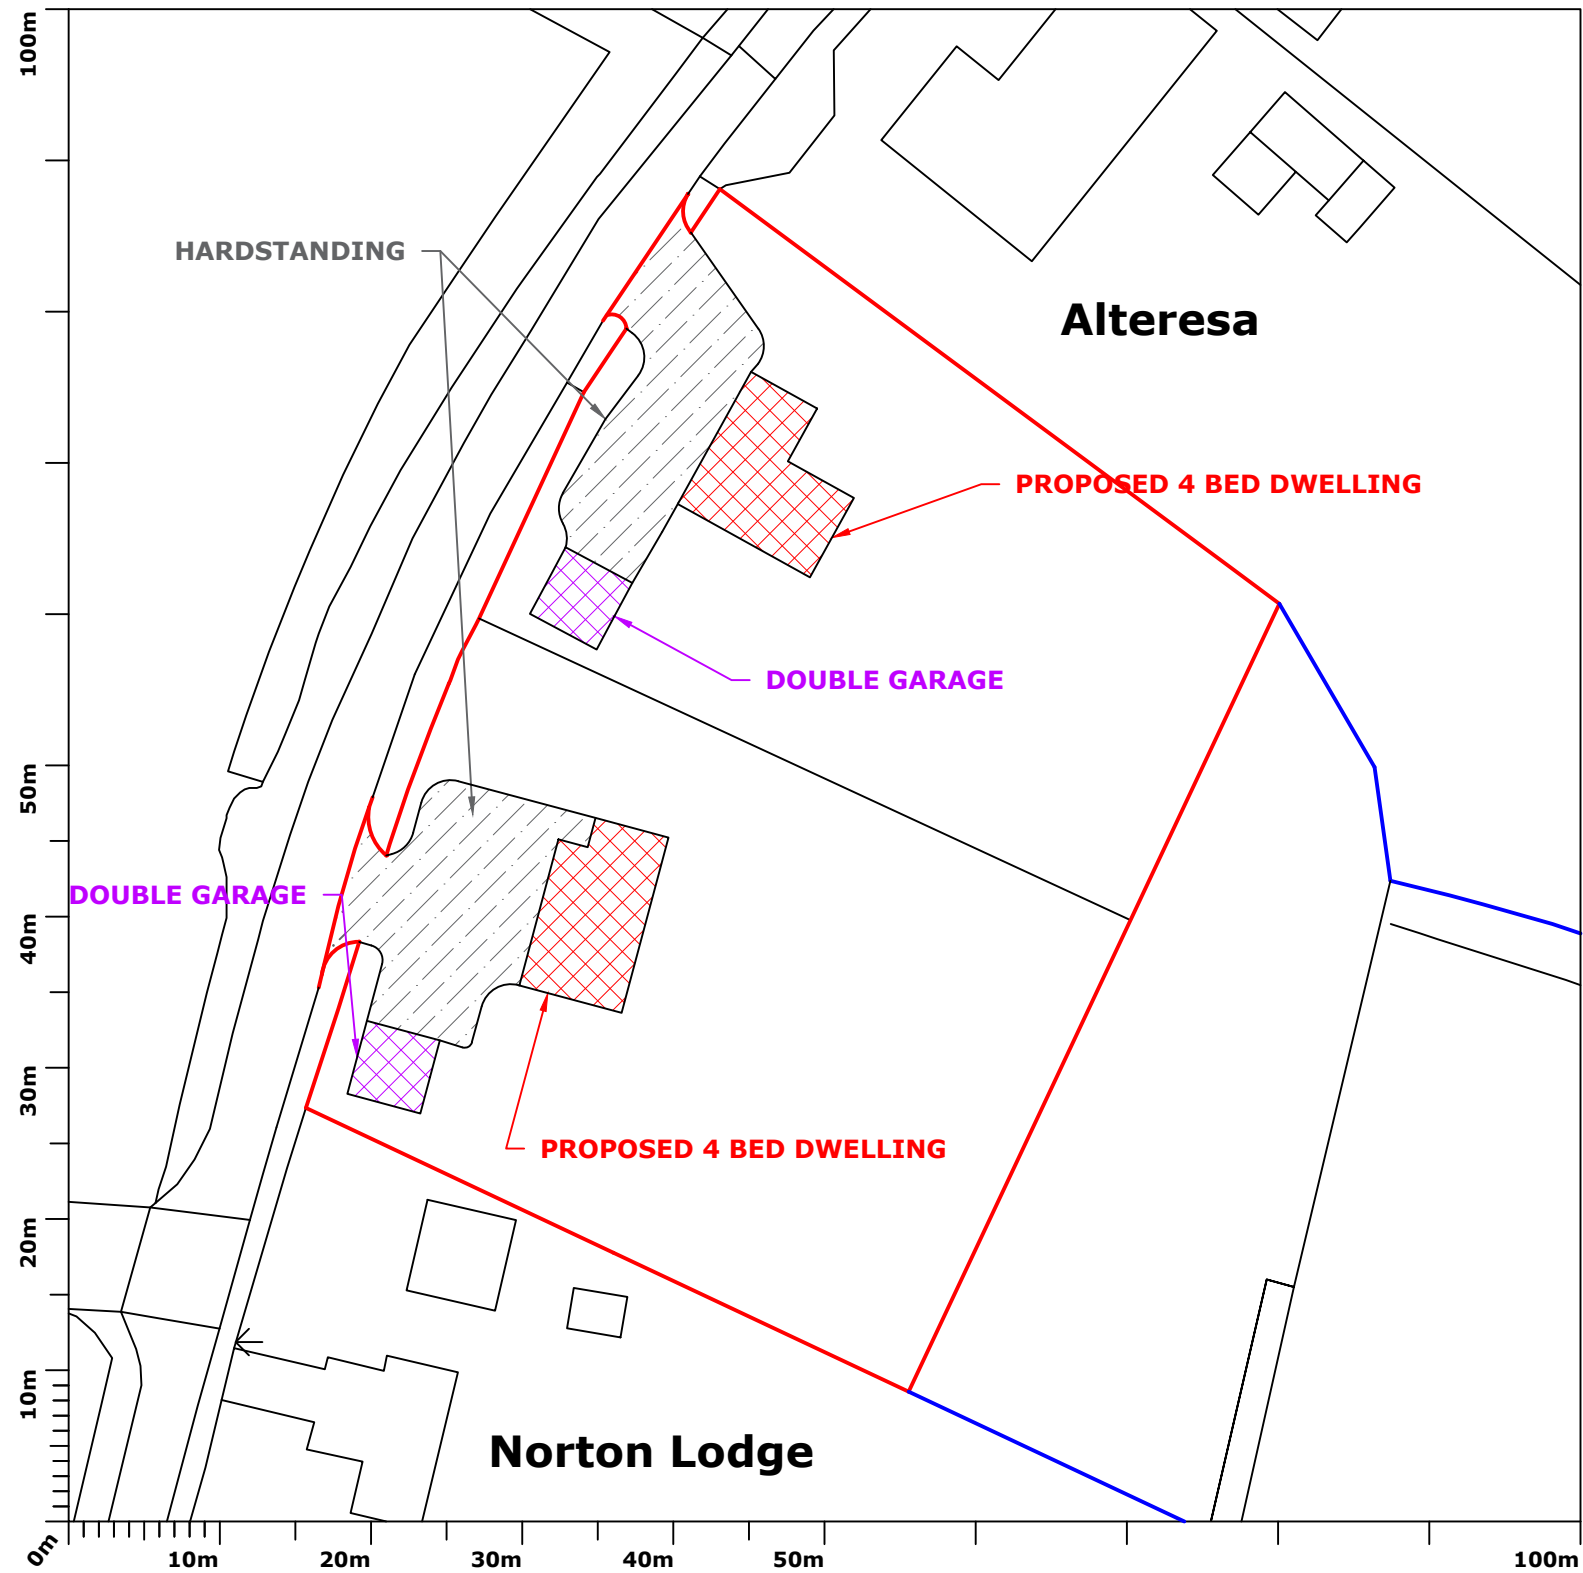 100m
HARDSTANDING
Alteresa
PROPOSED 4 BED DWELLING
DOUBLE GARAGE
50m
DOUBLE GARAGE
40m
30m
PROPOSED 4 BED DWELLING
20m
10m
Norton Lodge
0m
10m
20m
30m
40m
50m
100m